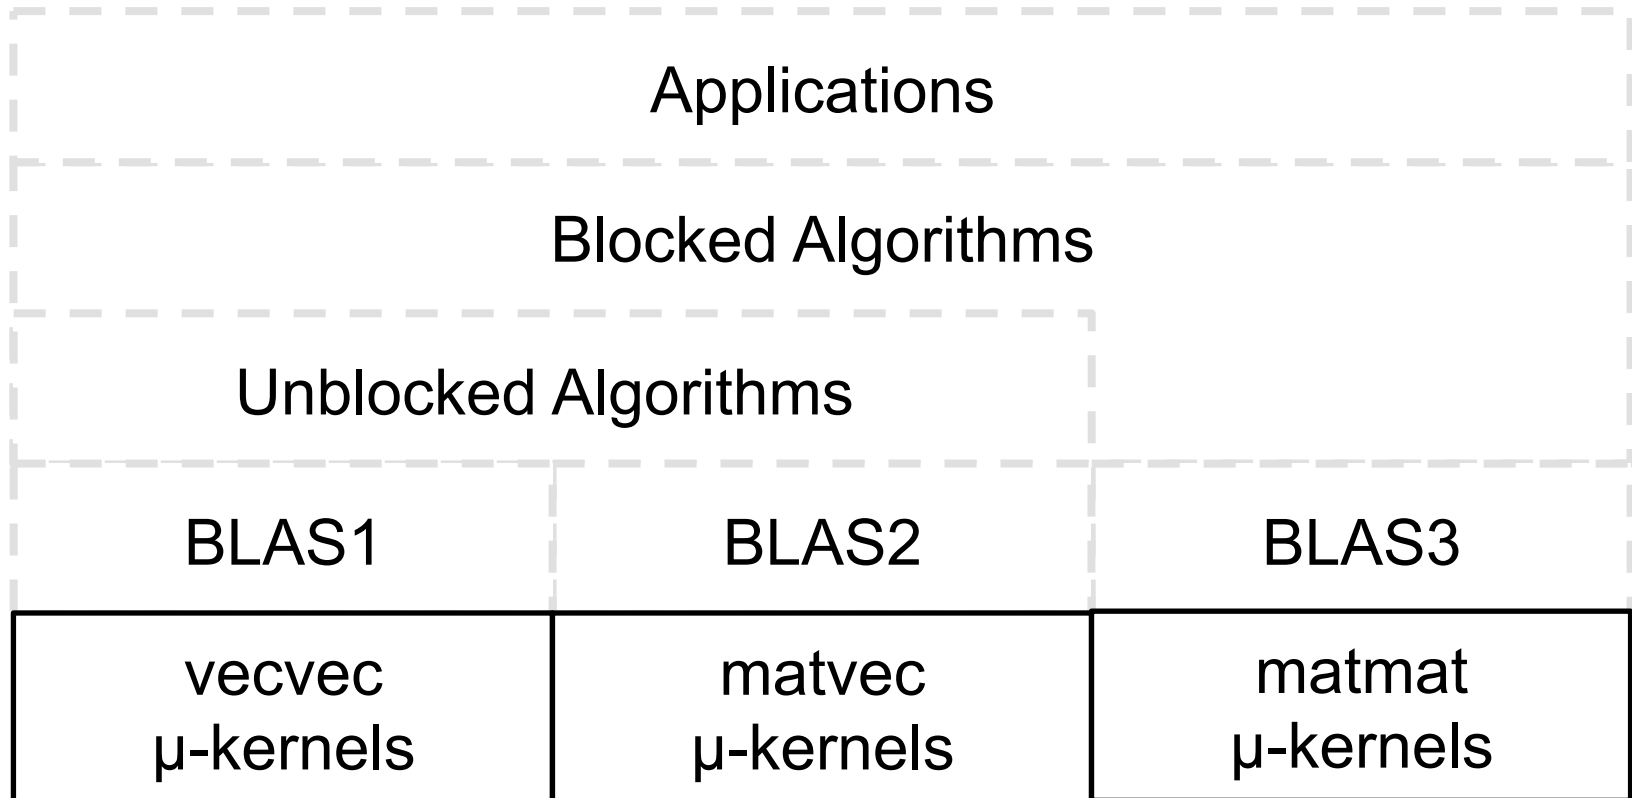 Applications
Blocked Algorithms
Unblocked Algorithms
BLAS1
BLAS2
BLAS3
vecvec
µ-kernels
matvec
µ-kernels
matmat
µ-kernels